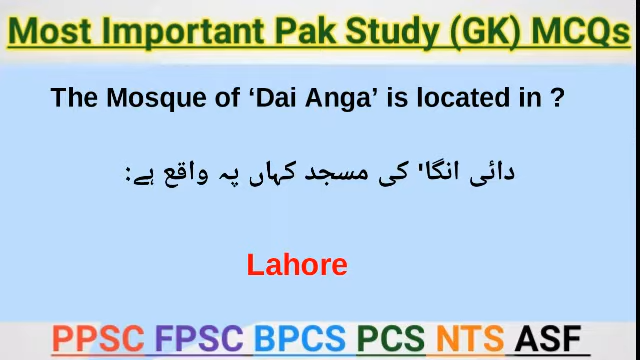 Most Important Pak Study (GK) MCQs
The Mosque of ‘Dai Anga’ is located in ?
دائی انگا' کی مسجد کہاں پہ واقع ہے:
Lahore
PPSC FPSC BPCS PCS NTS ASF